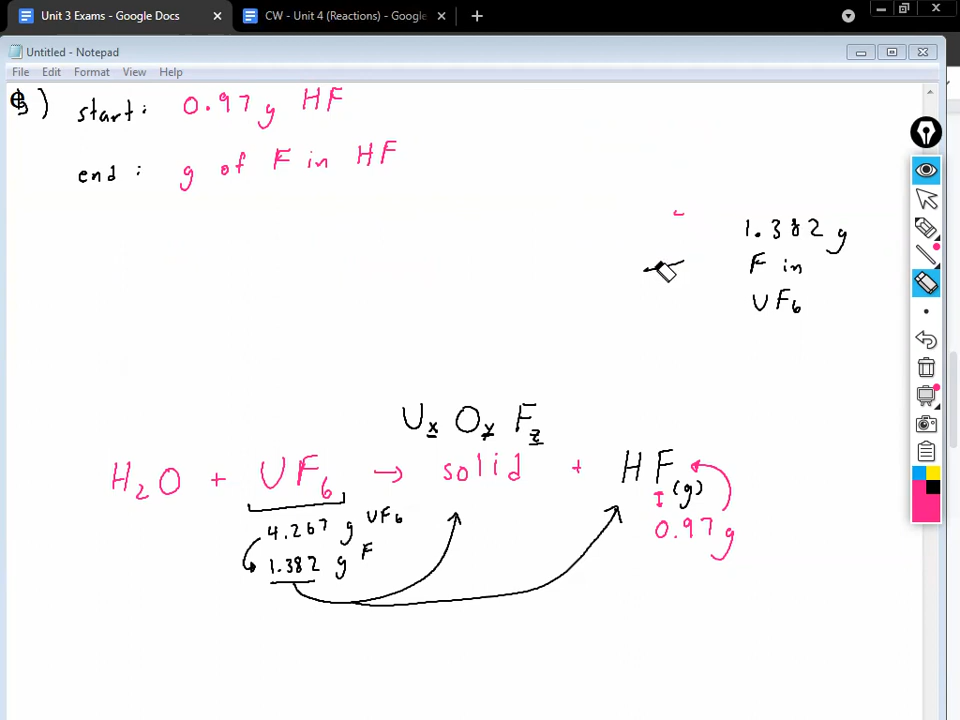 Unit 3 Exams - Google Docs
CW - Unit 4 (Reactions) - Google
Untitled - Notepad
File Edit Format View Help
) start: 0.97 g HF
end: g of F in HF
1.382 g
F in
UF6
Ux Oy Fz
H2O + UF6 → solid + HF (g)
4.267 g UF6
0.97 g
1.382 g F